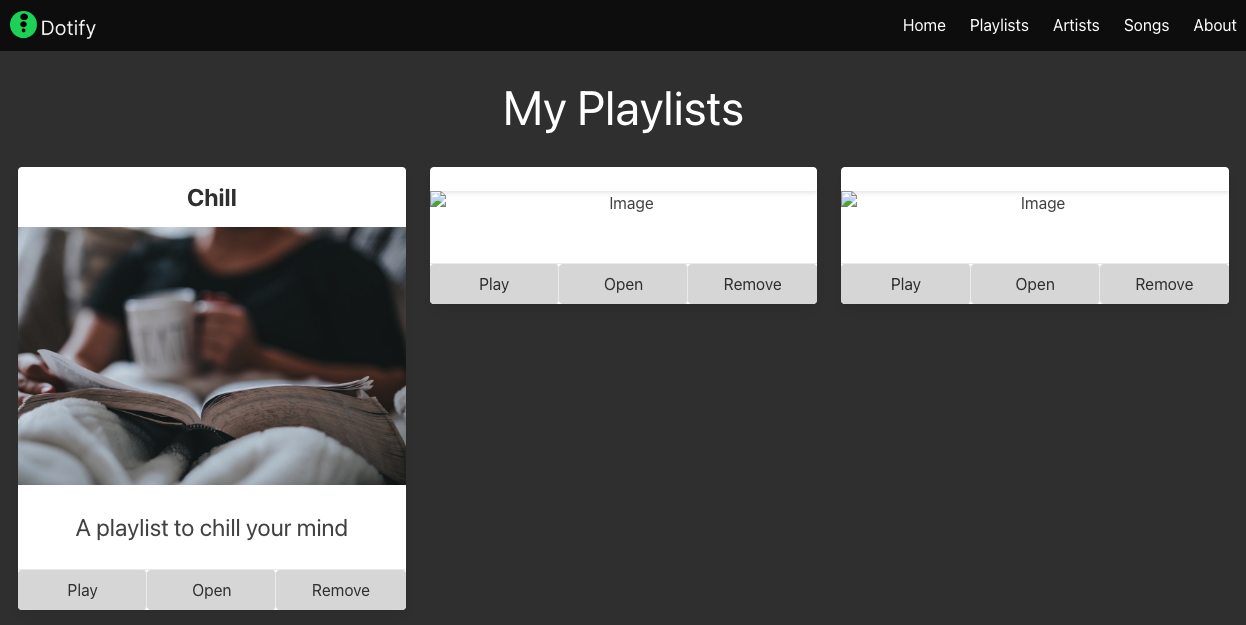 Dotify
Home Playlists Artists Songs About
My Playlists
Chill
A playlist to chill your mind
Play Open Remove
Image
Play Open Remove
Image
Play Open Remove